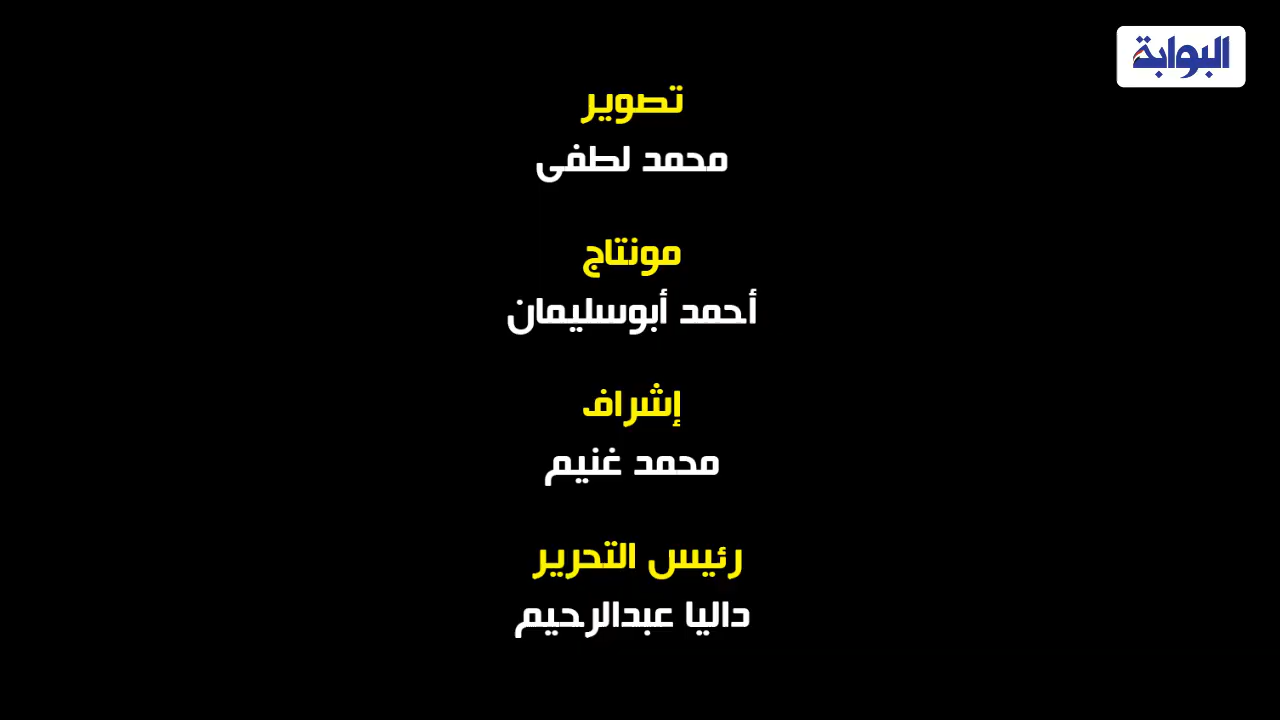 البوابة
تصوير
محمد لطفى
مونتاج
أحمد أبوسليمان
إشراف
محمد غنيم
رئيس التحرير
داليا عبدالرحيم